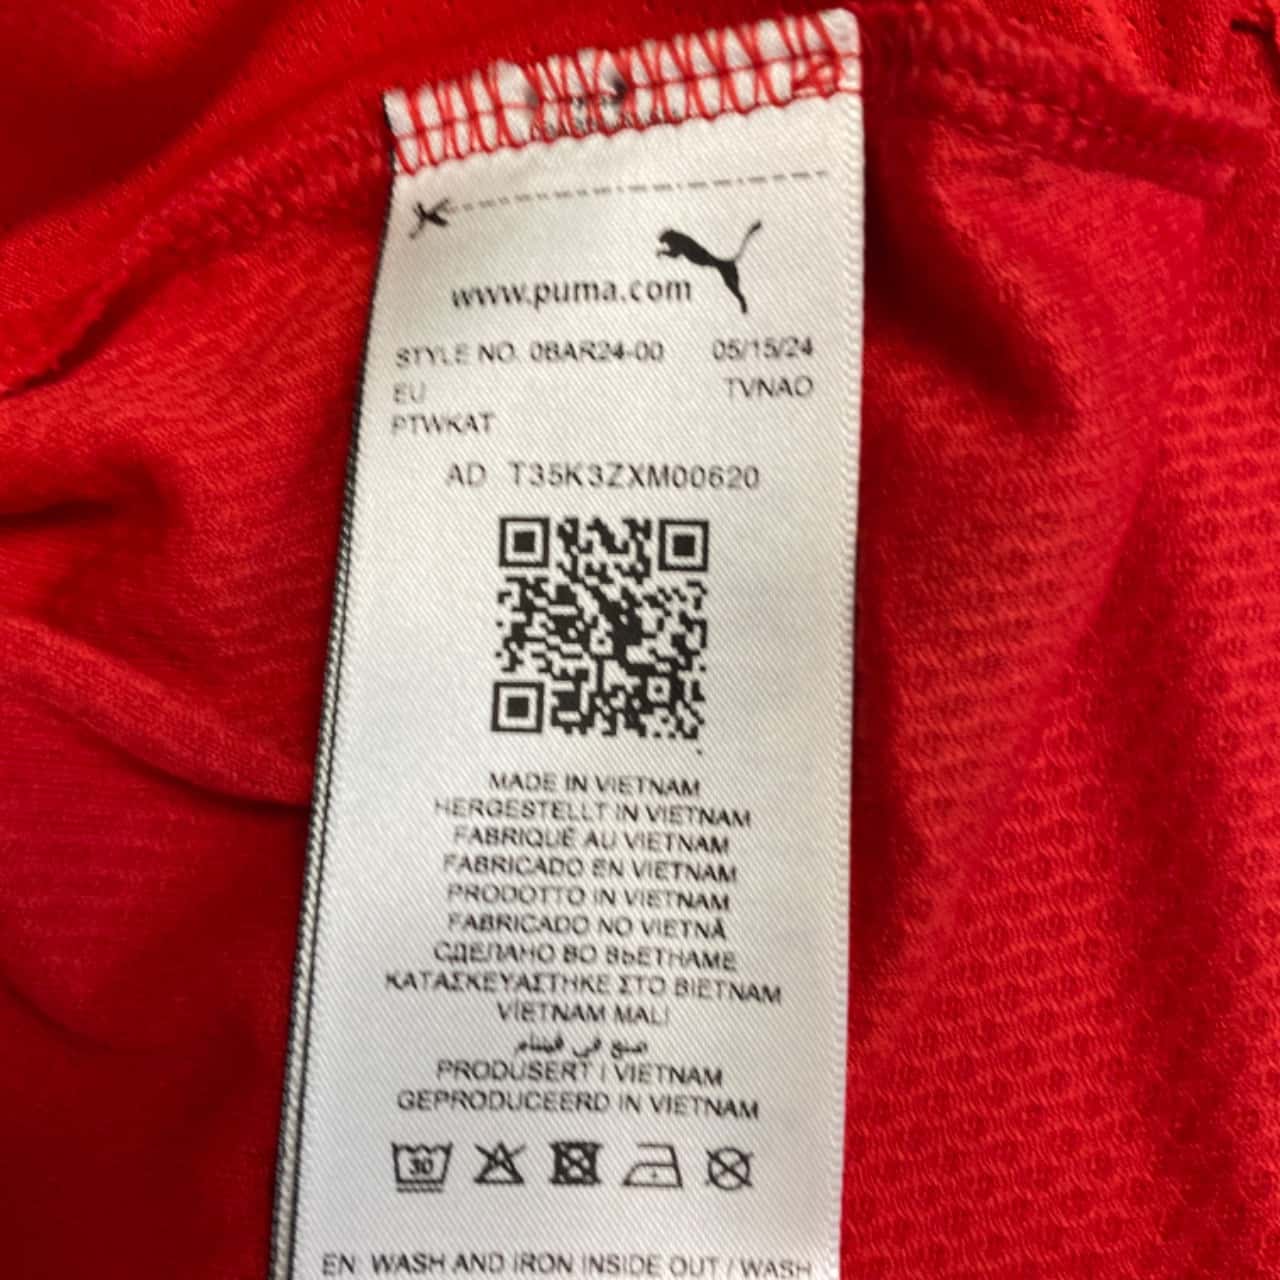 www.puma.com
STYLE NO. 0BAR24-00 05/15/24
EU TVNAO
PTWKAT
AD T35K3ZXM00620
MADE IN VIETNAM
HERGESTELLT IN VIETNAM
FABRIQUÉ AU VIETNAM
FABRICADO EN VIETNAM
PRODOTTO IN VIETNAM
FABRICADO NO VIETNÃ
СДЕЛАНО ВО ВЬЕТНАМЕ
ΚΑΤΑΣΚΕΥΑΣΤΗΚΕ ΣΤΟ ΒΙΕΤΝΑΜ
VİETNAM MALI
صنع في فيتنام
PRODUSERT I VIETNAM
GEPRODUCEERD IN VIETNAM
30
EN: WASH AND IRON INSIDE OUT / WASH